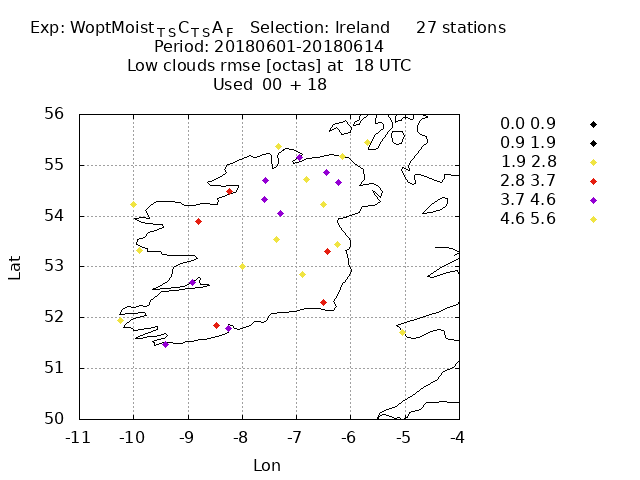 Exp: WoptMoist TS C TS A F   Selection: Ireland   27 stations
Period: 20180601-20180614
Low clouds rmse [octas] at  18 UTC
Used  00 + 18
0.0 0.9
0.9 1.9
1.9 2.8
2.8 3.7
3.7 4.6
4.6 5.6
56
55
54
53
52
51
50
Lat
-11 -10 -9 -8 -7 -6 -5 -4
Lon